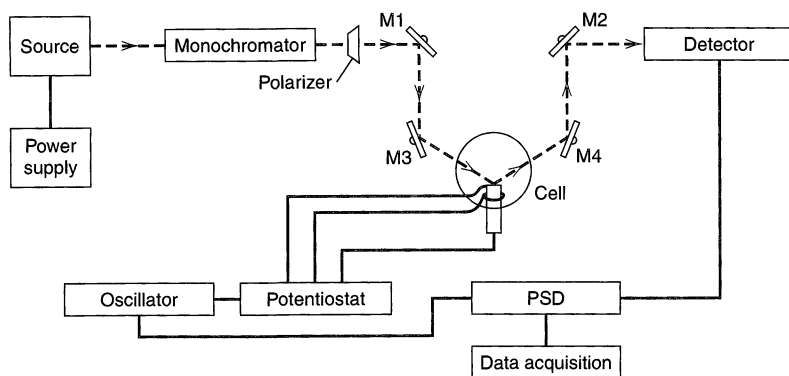 M1
M2
Source
Monochromator
Detector
Polarizer
Power
supply
M3
M4
Cell
Oscillator
Potentiostat
PSD
Data acquisition